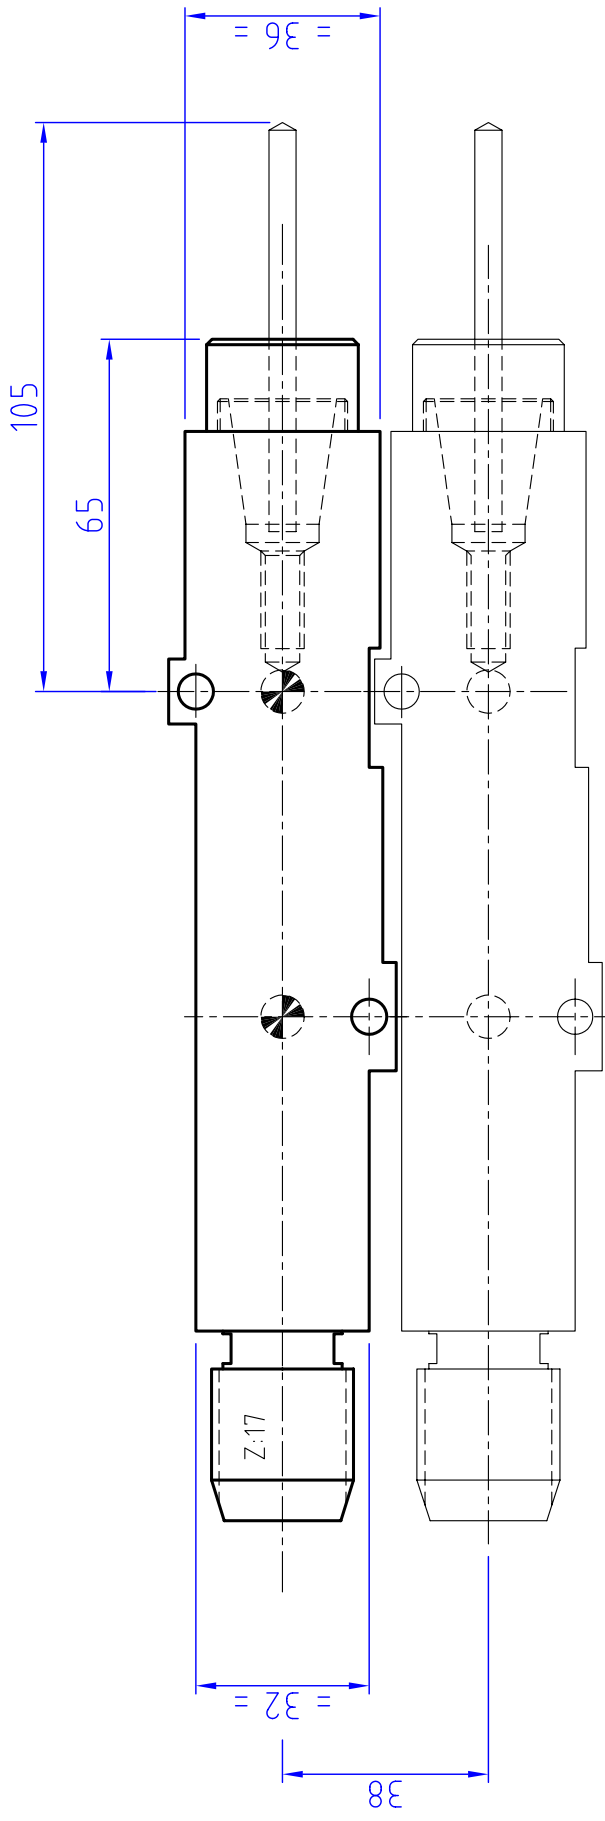 = 36 =
105
65
Z:17
= 32 =
38